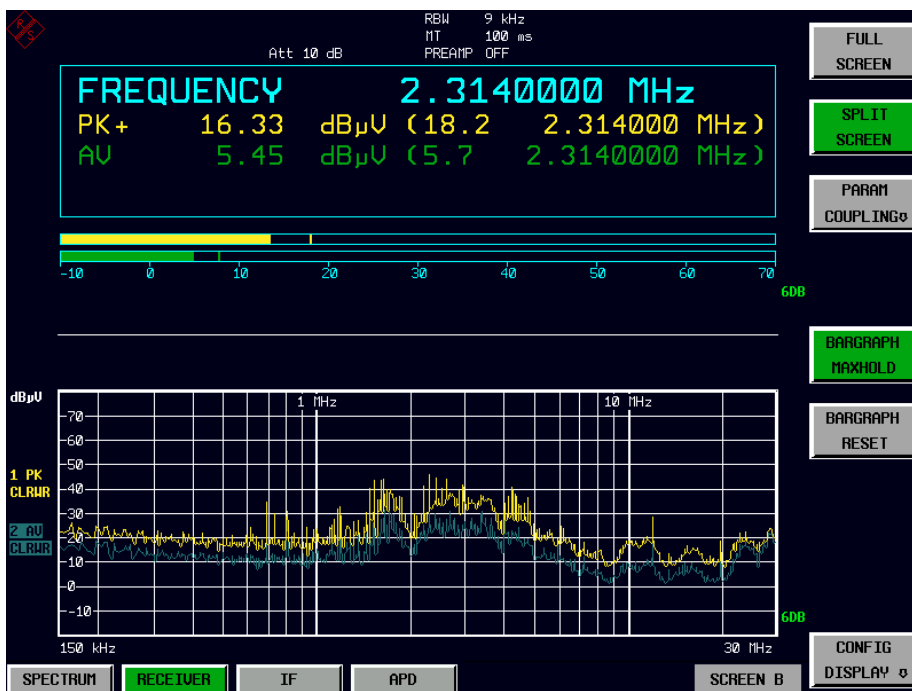 RBW 9 kHz
MT 100 ms
Att 10 dB PREAMP OFF
FREQUENCY 2.3140000 MHz
PK+ 16.33 dBµV (18.2 2.314000 MHz)
AV 5.45 dBµV (5.7 2.3140000 MHz)
-10 0 10 20 30 40 50 60 70
6DB
dBµV
1 MHz 10 MHz
-70
-60
-50
-40
-30
-20
-10
-0
--10
1 PK
CLRWR
2 AV
CLRWR
6DB
150 kHz 30 MHz
FULL
SCREEN
SPLIT
SCREEN
PARAM
COUPLING
BARGRAPH
MAXHOLD
BARGRAPH
RESET
CONFIG
DISPLAY
SPECTRUM RECEIVER IF APD SCREEN B
R
S